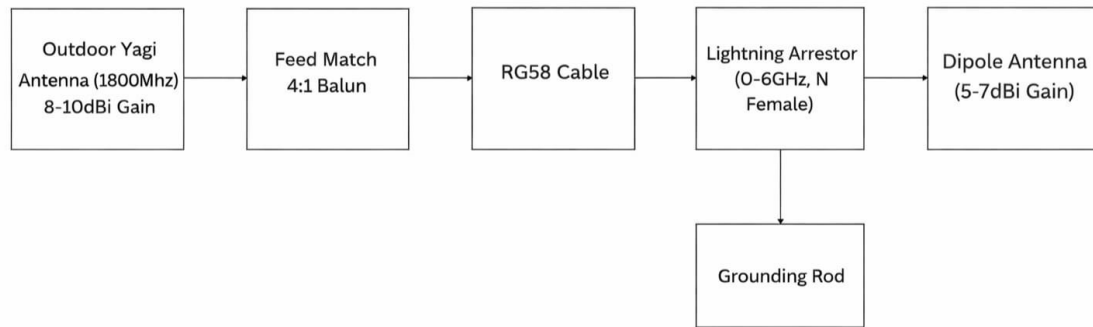 Outdoor Yagi
Antenna (1800Mhz)
8-10dBi Gain
Feed Match
4:1 Balun
RG58 Cable
Lightning Arrestor
(0-6GHz, N
Female)
Dipole Antenna
(5-7dBi Gain)
Grounding Rod